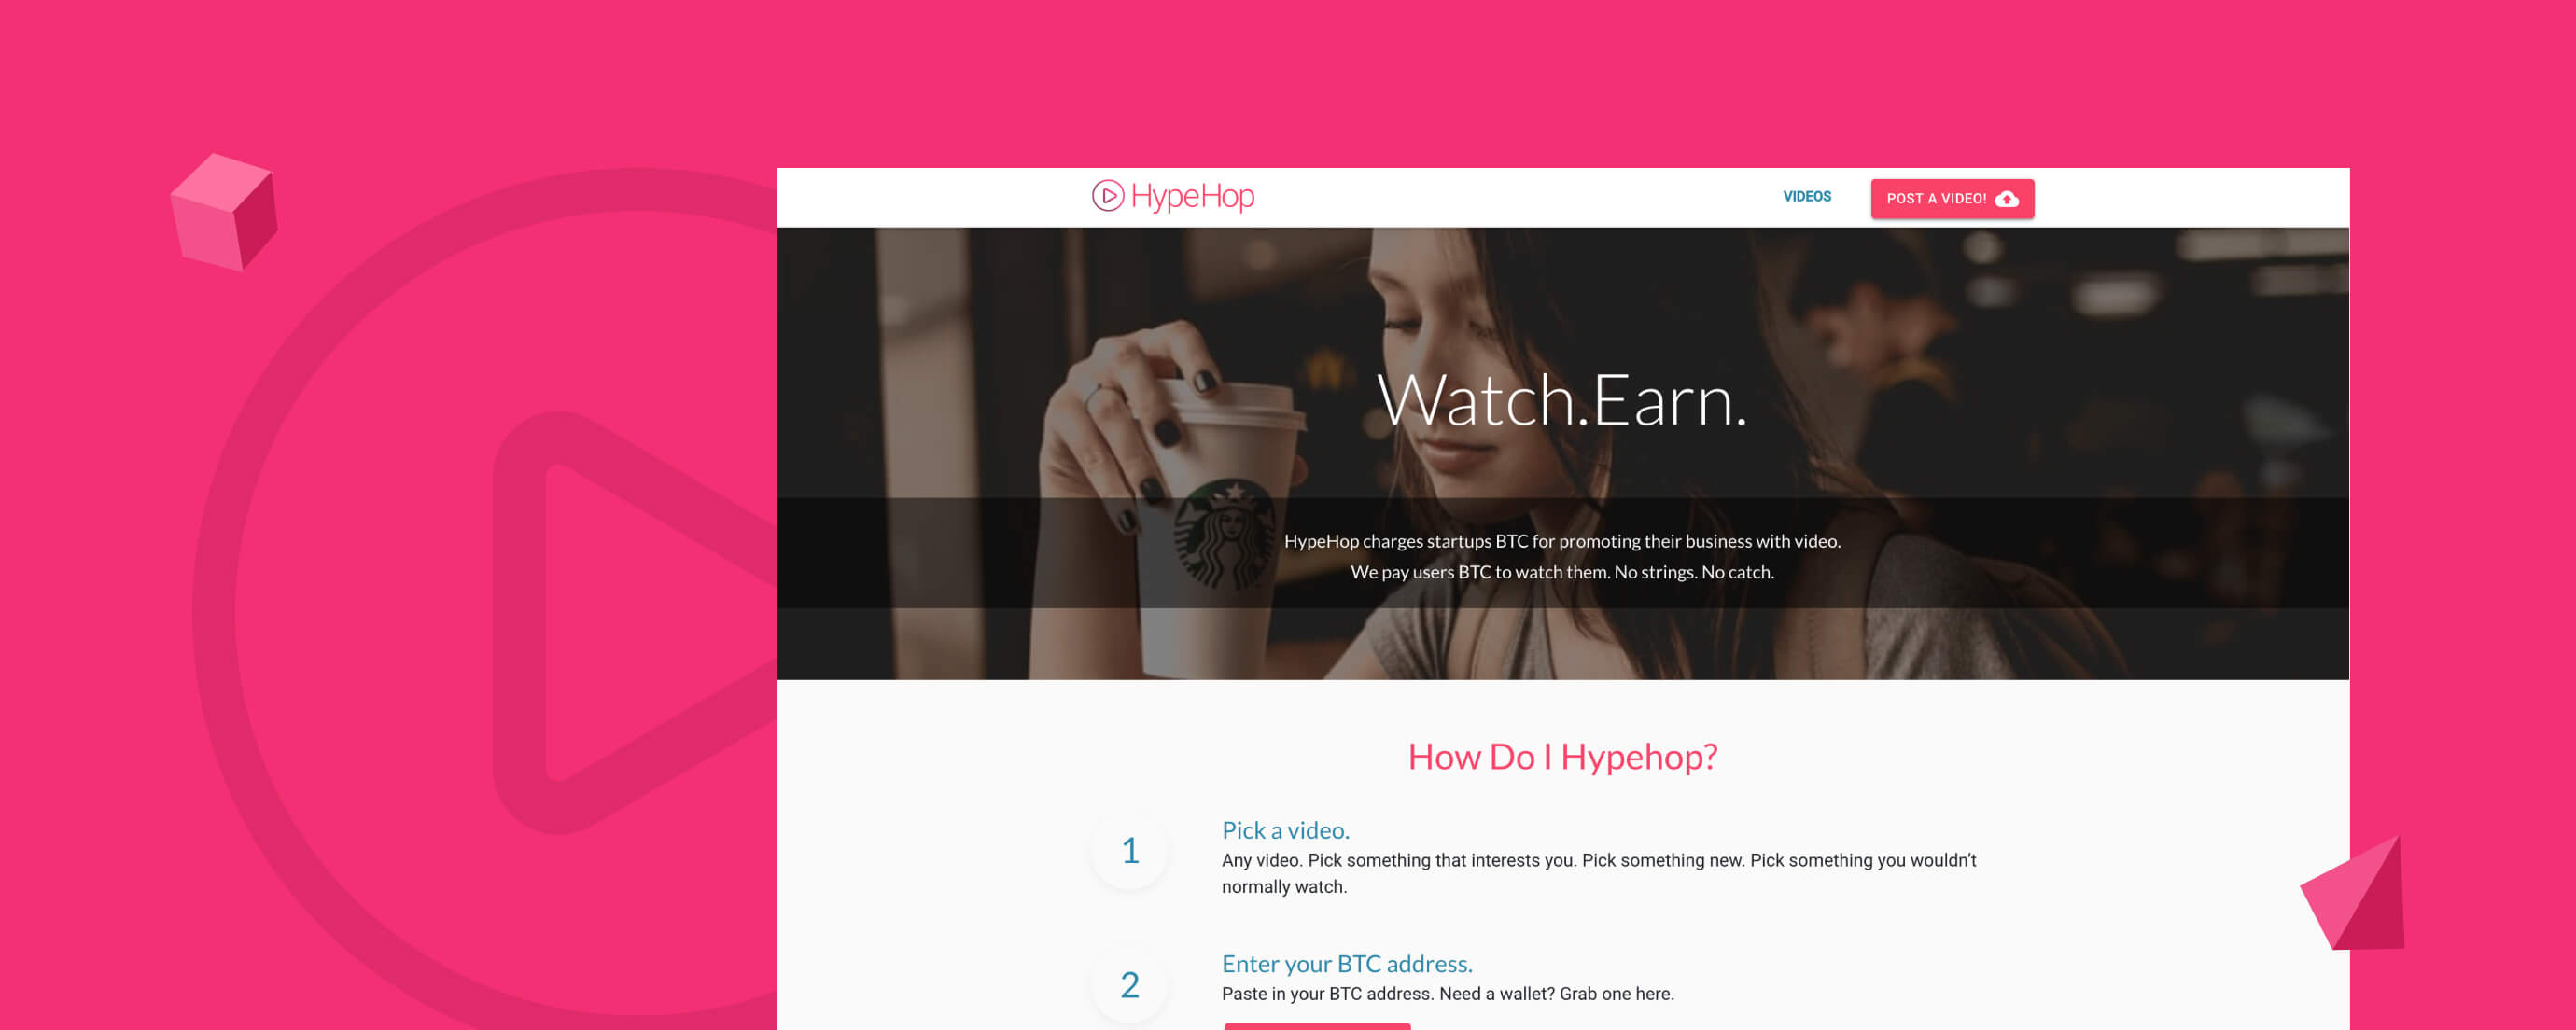 HypeHop
VIDEOS
POST A VIDEO!
Watch.Earn.
HypeHop charges startups BTC for promoting their business with video.
We pay users BTC to watch them. No strings. No catch.
How Do I Hypehop?
1
Pick a video.
Any video. Pick something that interests you. Pick something new. Pick something you wouldn't
normally watch.
2
Enter your BTC address.
Paste in your BTC address. Need a wallet? Grab one here.